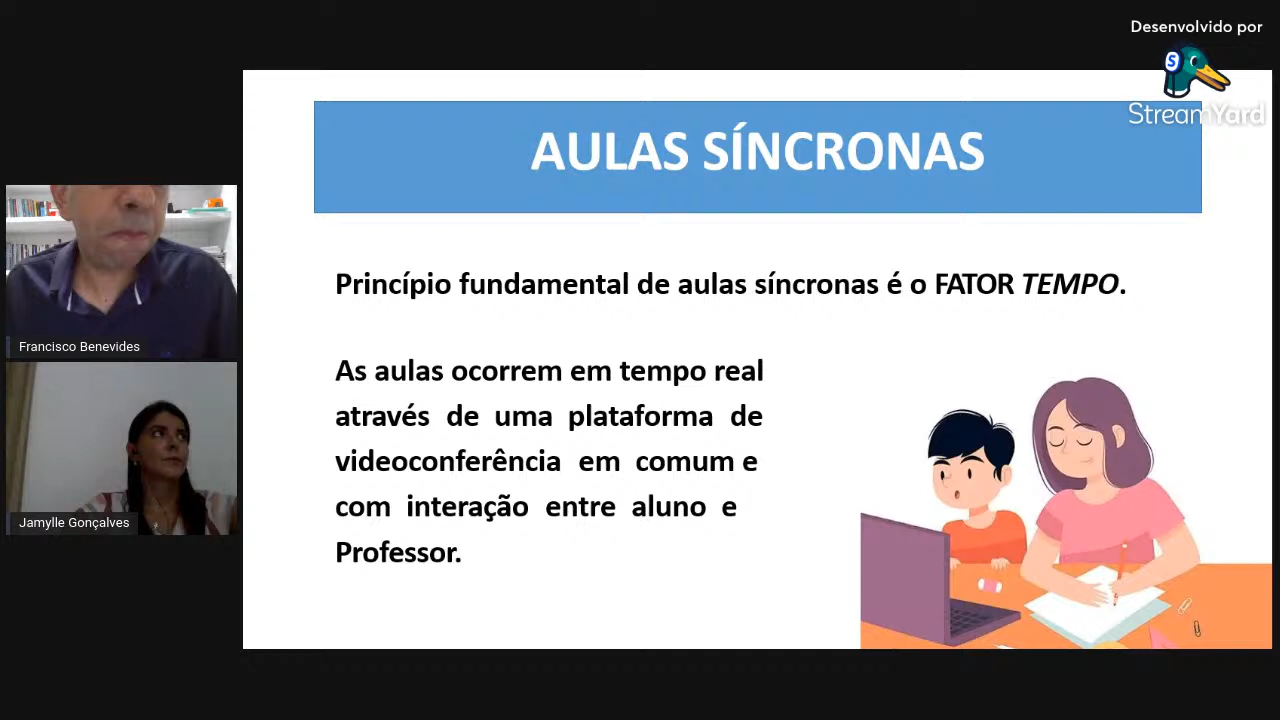 Desenvolvido por
StreamYard
AULAS SÍNCRONAS
Princípio fundamental de aulas síncronas é o FATOR TEMPO.
As aulas ocorrem em tempo real
através de uma plataforma de
videoconferência em comum e
com interação entre aluno e
Professor.
Francisco Benevides
Jamylle Gonçalves